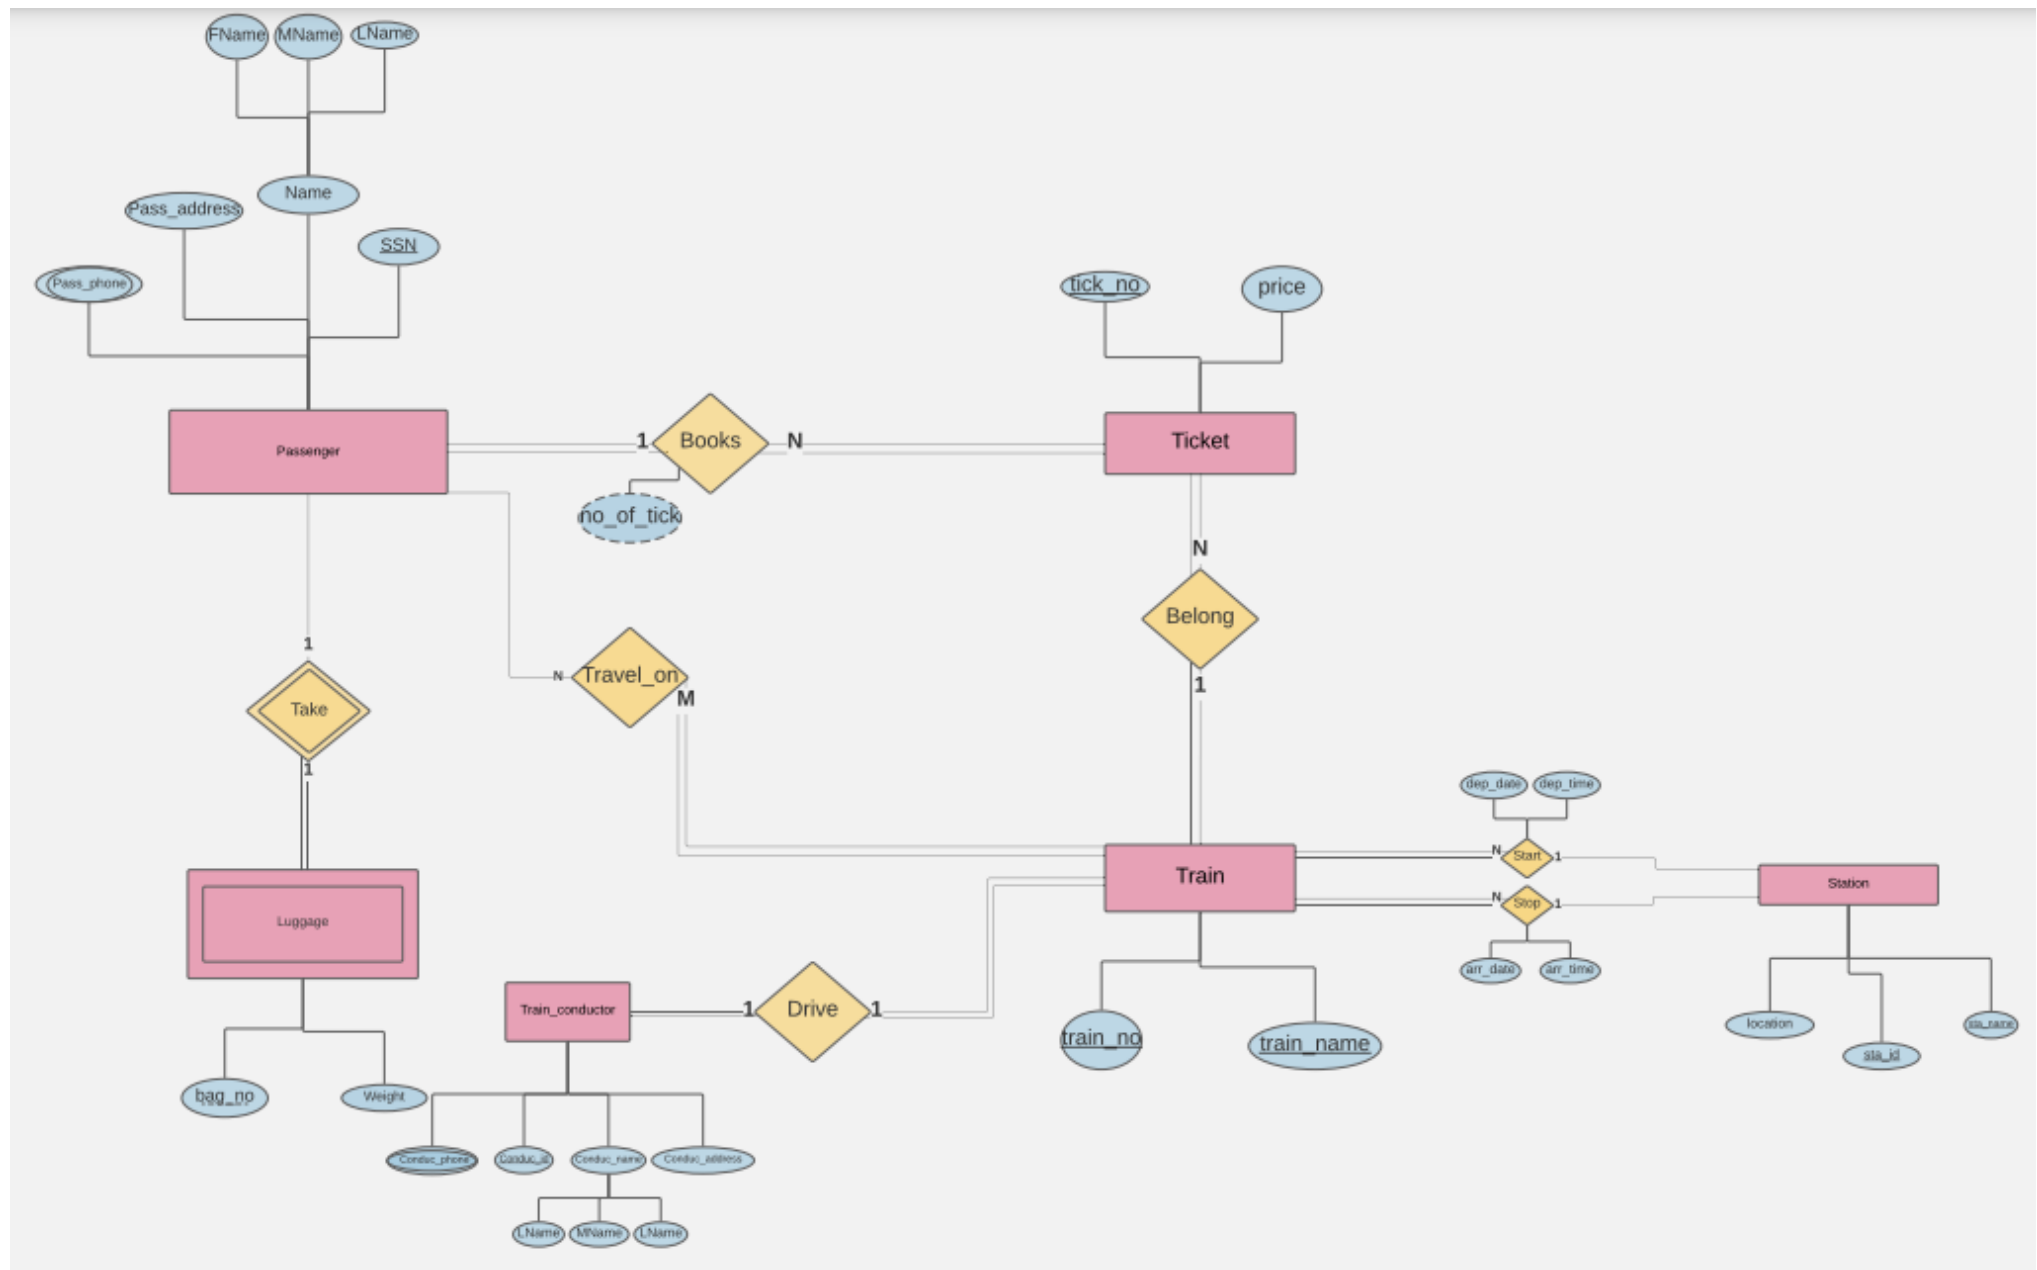 FName MName LName
Name
Pass_address
SSN
Pass_phone
tick_no price
Passenger 1 Books N Ticket
no_of_tick
N
Belong
1
1
Take
1
N Travel_on
M
dep_date dep_time
N Start 1
Train
Station
N Stop 1
arr_date arr_time
Luggage
Train_conductor 1 Drive 1
train_no train_name
location
sta_id
sta_name
bag_no Weight
Conduc_phone Conduc_id Conduc_name Conduc_address
LName MName LName